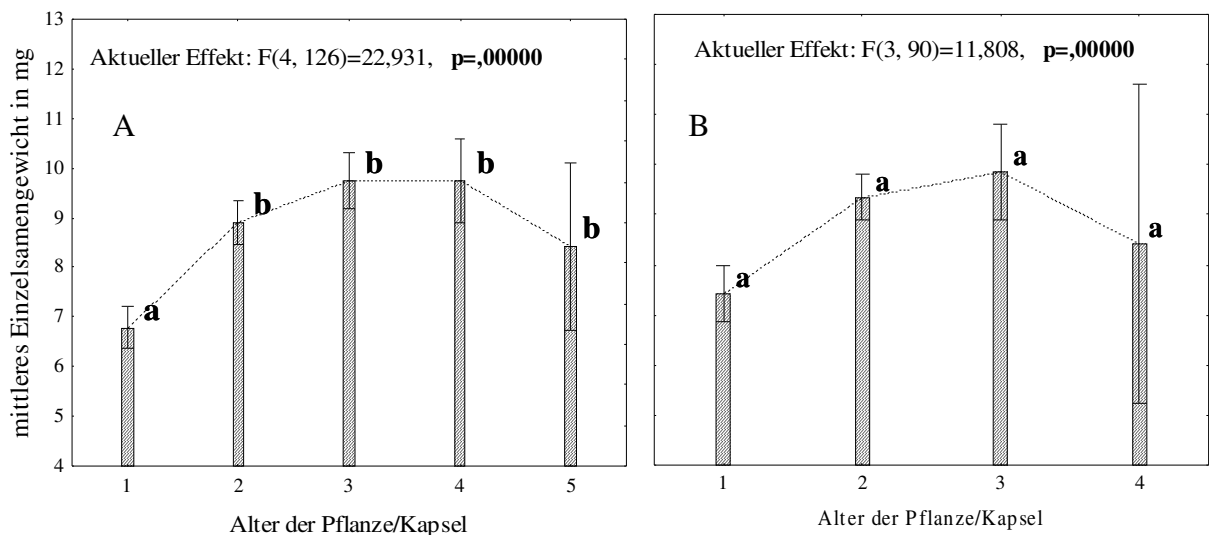 mittleres Einzelsamengewicht in mg
13
12
11
10
9
8
7
6
5
4
Aktueller Effekt: F(4, 126)=22,931, p=,00000
A
a
b
b
b
b
1 2 3 4 5
Alter der Pflanze/Kapsel
Aktueller Effekt: F(3, 90)=11,808, p=,00000
B
a
a
a
a
1 2 3 4
Alter der Pflanze/Kapsel